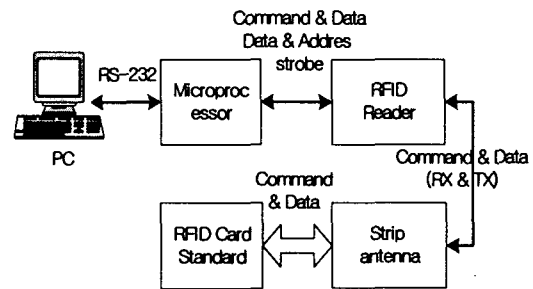 Command & Data
Data & Addres
strobe
RS-232
Microproc
essor
RFID
Reader
PC
Command & Data
(RX & TX)
Command
& Data
RFID Card
Standard
Strip
antenna